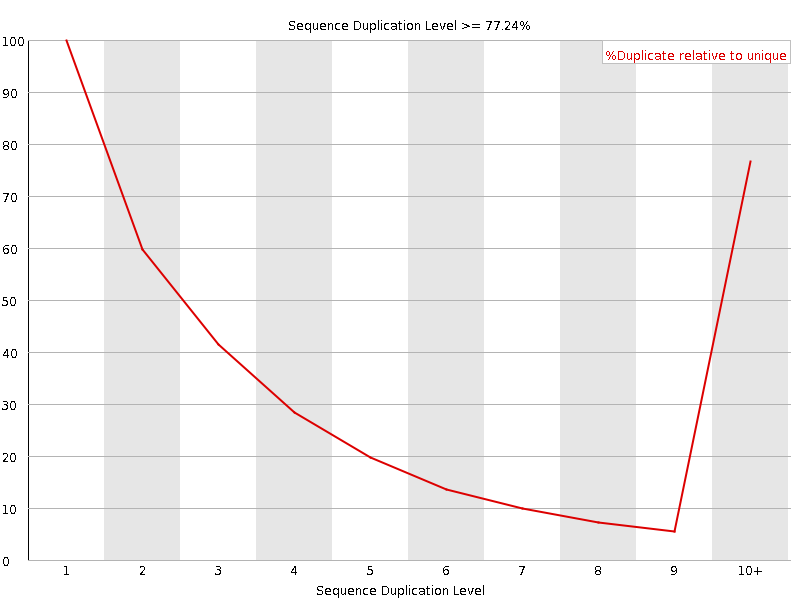 Sequence Duplication Level >= 77.24%
%Duplicate relative to unique
100
90
80
70
60
50
40
30
20
10
0
1 2 3 4 5 6 7 8 9 10+
Sequence Duplication Level